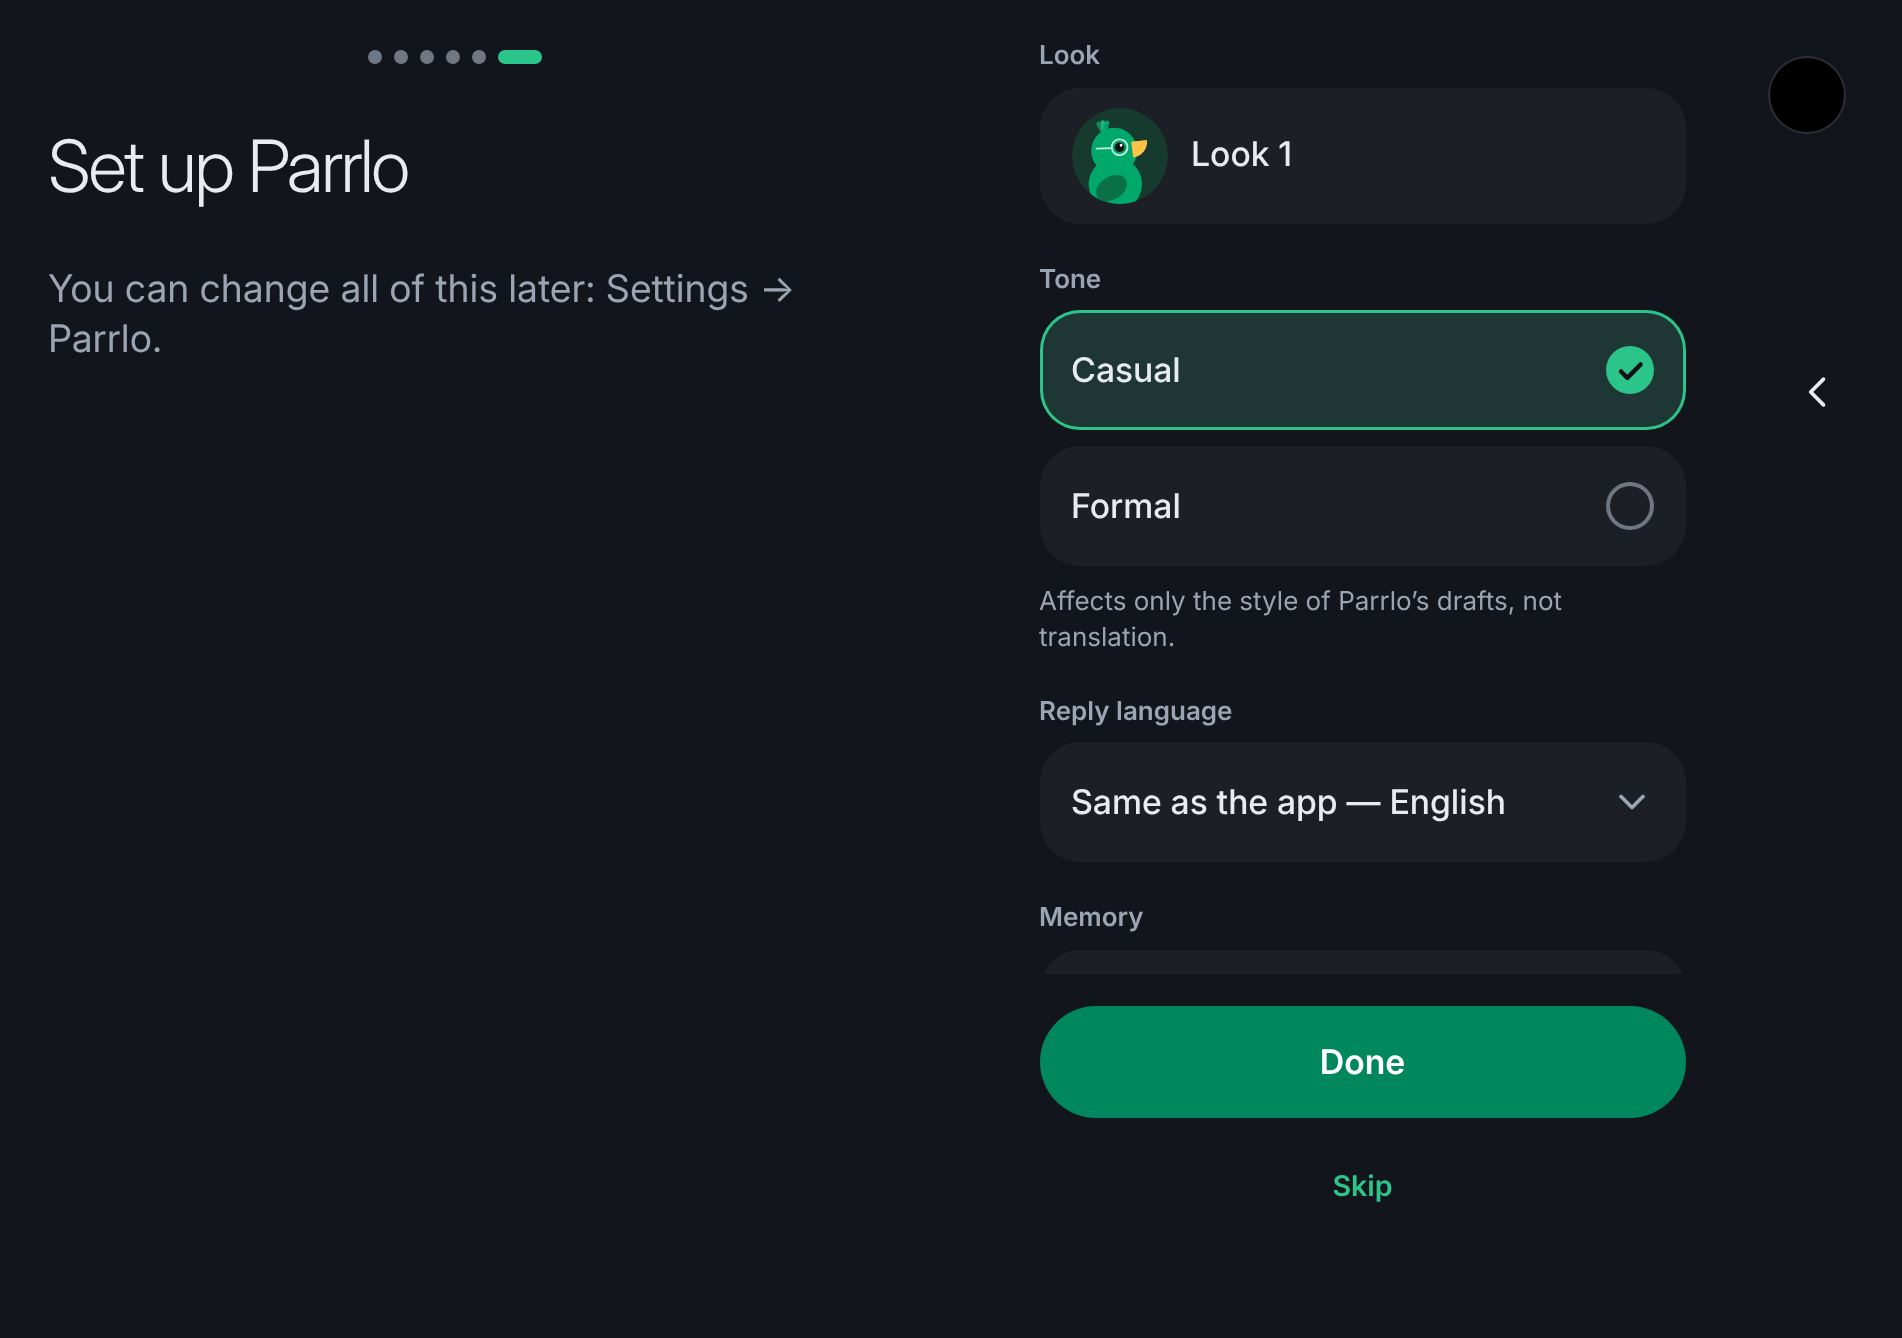 Set up Parrlo
You can change all of this later: Settings →
Parrlo.
Look
Look 1
Tone
Casual
Formal
Affects only the style of Parrlo’s drafts, not
translation.
Reply language
Same as the app — English
Memory
Done
Skip